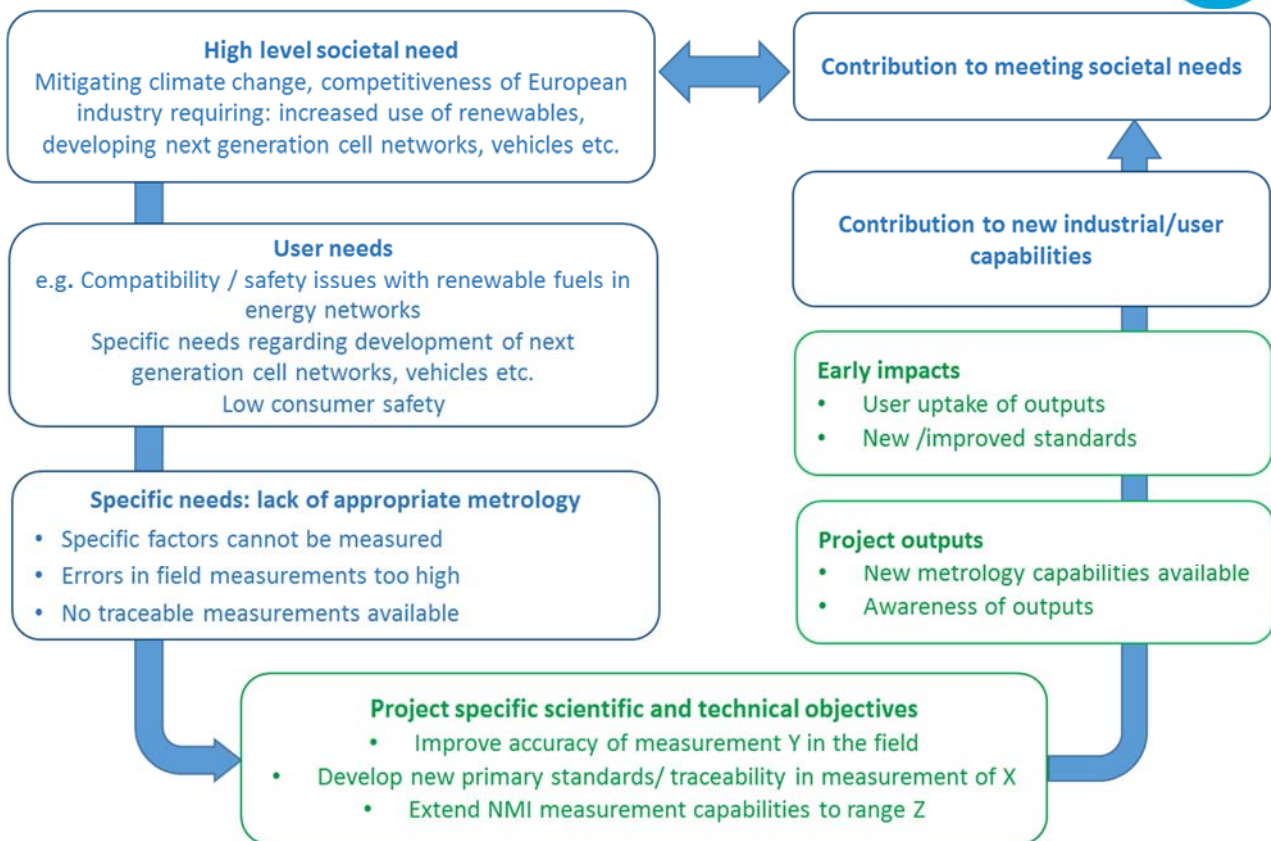 High level societal need
Mitigating climate change, competitiveness of European
industry requiring: increased use of renewables,
developing next generation cell networks, vehicles etc.
User needs
e.g. Compatibility / safety issues with renewable fuels in
energy networks
Specific needs regarding development of next
generation cell networks, vehicles etc.
Low consumer safety
Specific needs: lack of appropriate metrology
• Specific factors cannot be measured
• Errors in field measurements too high
• No traceable measurements available
Project specific scientific and technical objectives
• Improve accuracy of measurement Y in the field
• Develop new primary standards/ traceability in measurement of X
• Extend NMI measurement capabilities to range Z
Project outputs
• New metrology capabilities available
• Awareness of outputs
Early impacts
• User uptake of outputs
• New /improved standards
Contribution to new industrial/user
capabilities
Contribution to meeting societal needs